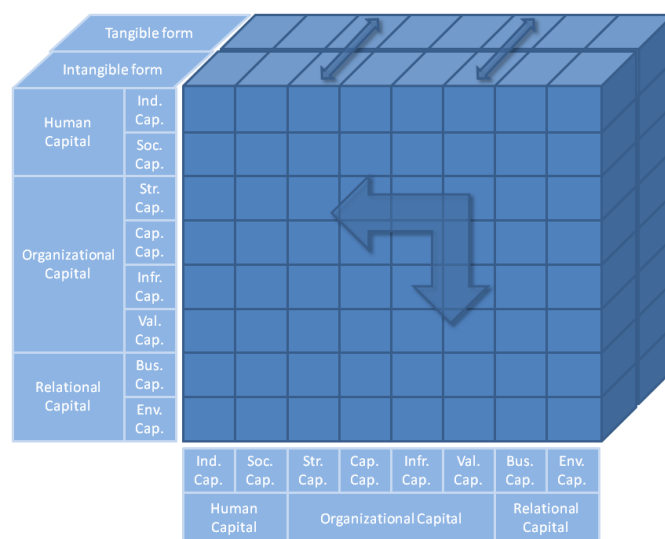 Tangible form
Intangible form
Human
Capital
Ind.
Cap.
Soc.
Cap.
Organizational
Capital
Str.
Cap.
Cap.
Cap.
Infr.
Cap.
Val.
Cap.
Relational
Capital
Bus.
Cap.
Env.
Cap.
Ind. Soc. Str. Cap. Infr. Val. Bus. Env.
Cap. Cap. Cap. Cap. Cap. Cap. Cap. Cap.
Human
Capital
Organizational Capital
Relational
Capital